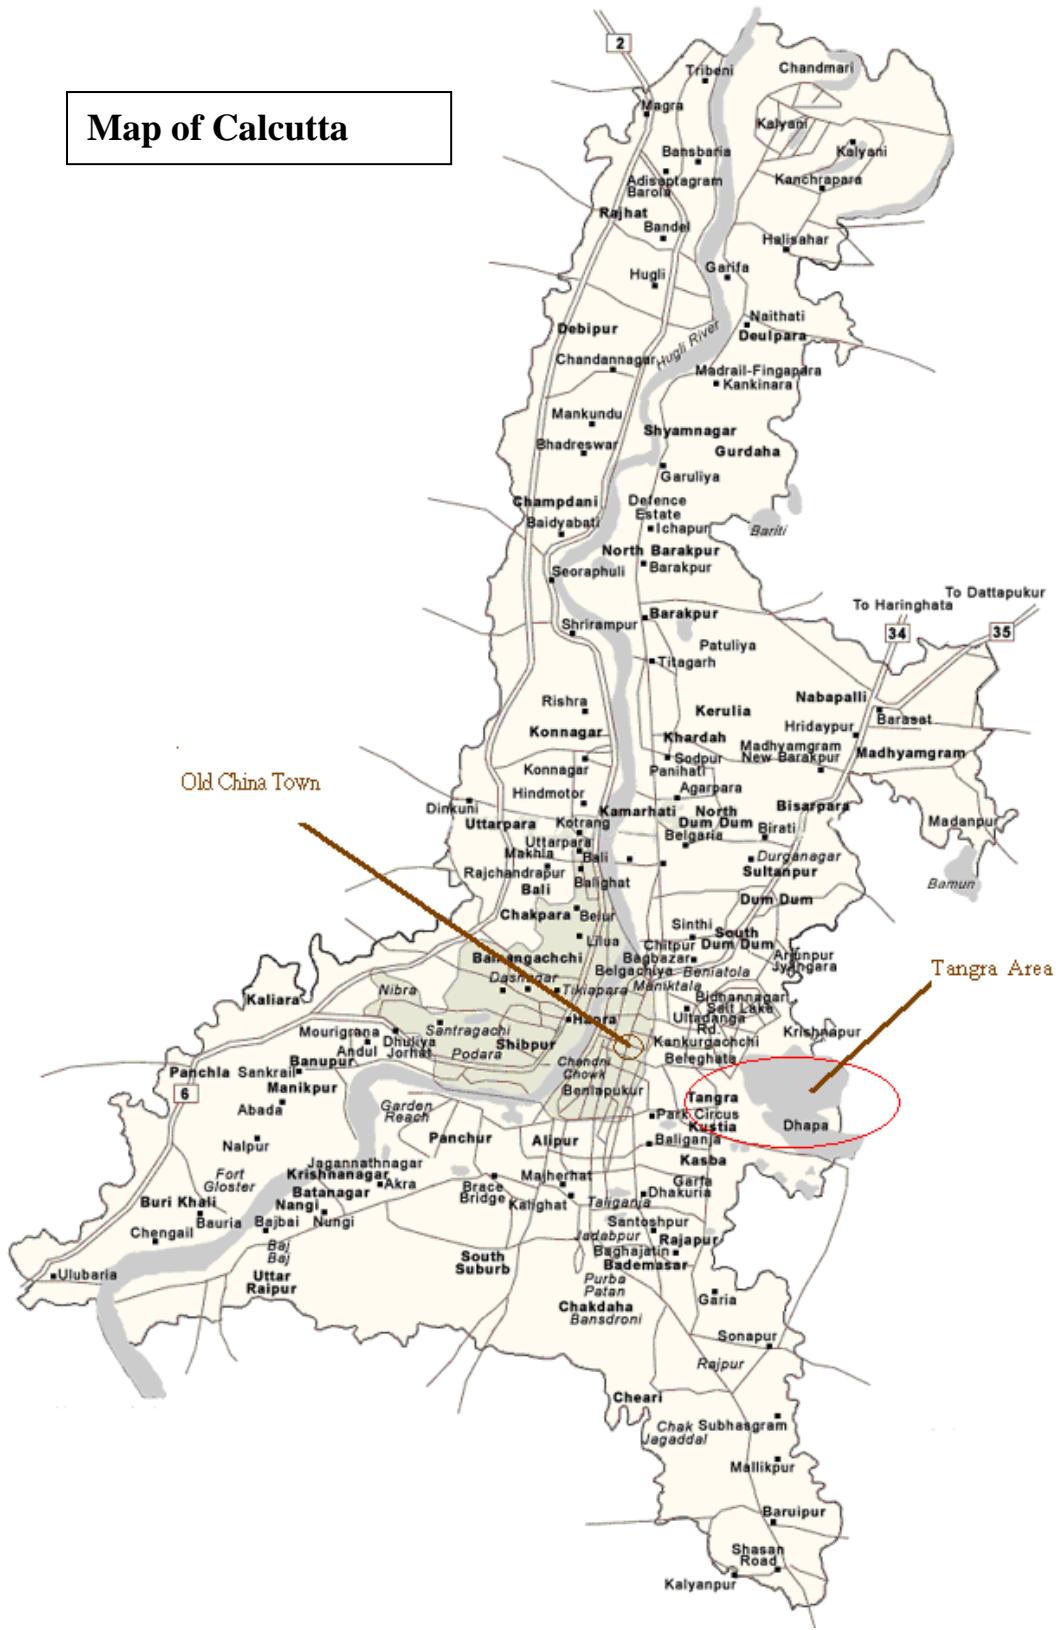 2
Tribeni
Chandmari
Magra
Map of Calcutta
Kalyani
Bansbaria
Kalyani
Adisaptagram
Kanchrapara
Barola
Rajhat
Bandel
Halisahar
Hugli
Garifa
Naithati
Debipur
Deulpara
Hugli River
Chandannagar
Madrail-Fingapara
Kankinara
Mankundu
Shyamnagar
Bhadreswar
Gurdaha
Garuliya
Champdani
Defence
Estate
Baidyabati
Ichapur
Bariti
North Barakpur
Seoraphuli
Barakpur
To Dattapukur
To Haringhata
Barakpur
Shrirampur
34
35
Patuliya
Titagarh
Nabapalli
Rishra
Kerulia
Barasat
Hridaypur
Konnagar
Khardah
Madhyamgram
Madhyamgram
Sodpur
New Barakpur
Konnagar
Panihati
Old China Town
Agarpara
Hindmotor
Dinkuni
Kamarhati
North
Bisarpara
Uttarpara
Kotrang
Dum Dum
Birati
Madanpur
Belgaria
Uttarpara
Makhla
Bali
Durganagar
Rajchandrapur
Sultanpur
Balighat
Bali
Bamun
Dum Dum
Chakpara
Belur
Sinthi
South
Lilua
Chitpur
Dum Dum
Bamangachchi
Bagbazar
Arjunpur
Jyangara
Belgachiya
Beniatola
Tangra Area
Dasnagar
Tikiapara
Maniktala
Nibra
Kaliara
Bidhannagar
Salt Lake
Haora
Ultadanga
Rd.
Mourigrana
Santragachi
Krishnapur
Dhuliya
Shibpur
Kankurgachchi
Andul
Jorhat
Podara
Beleghata
Banupur
Chandni
Chowk
Panchla
Sankrail
Manikpur
Beniapukur
6
Tangra
Abada
Garden
Reach
Park Circus
Kustia
Dhapa
Panchur
Alipur
Baliganja
Nalpur
Jagannathnagar
Kasba
Fort
Gloster
Krishnanagar
Akra
Majherhat
Garfa
Brace
Bridge
Batanagar
Dhakuria
Buri Khali
Nangi
Kalighat
Taliganja
Bauria
Bajbai
Nungi
Santoshpur
Chengail
Jadabpur
Rajapur
Baj
Baj
Baghajatin
South
Suburb
Bademasar
Ulubaria
Uttar
Raipur
Purba
Patan
Garia
Chakdaha
Bansdroni
Sonapur
Rajpur
Cheari
Chak
Jagaddal
Subhasgram
Mallikpur
Baruipur
Shasan
Road
Kalyanpur